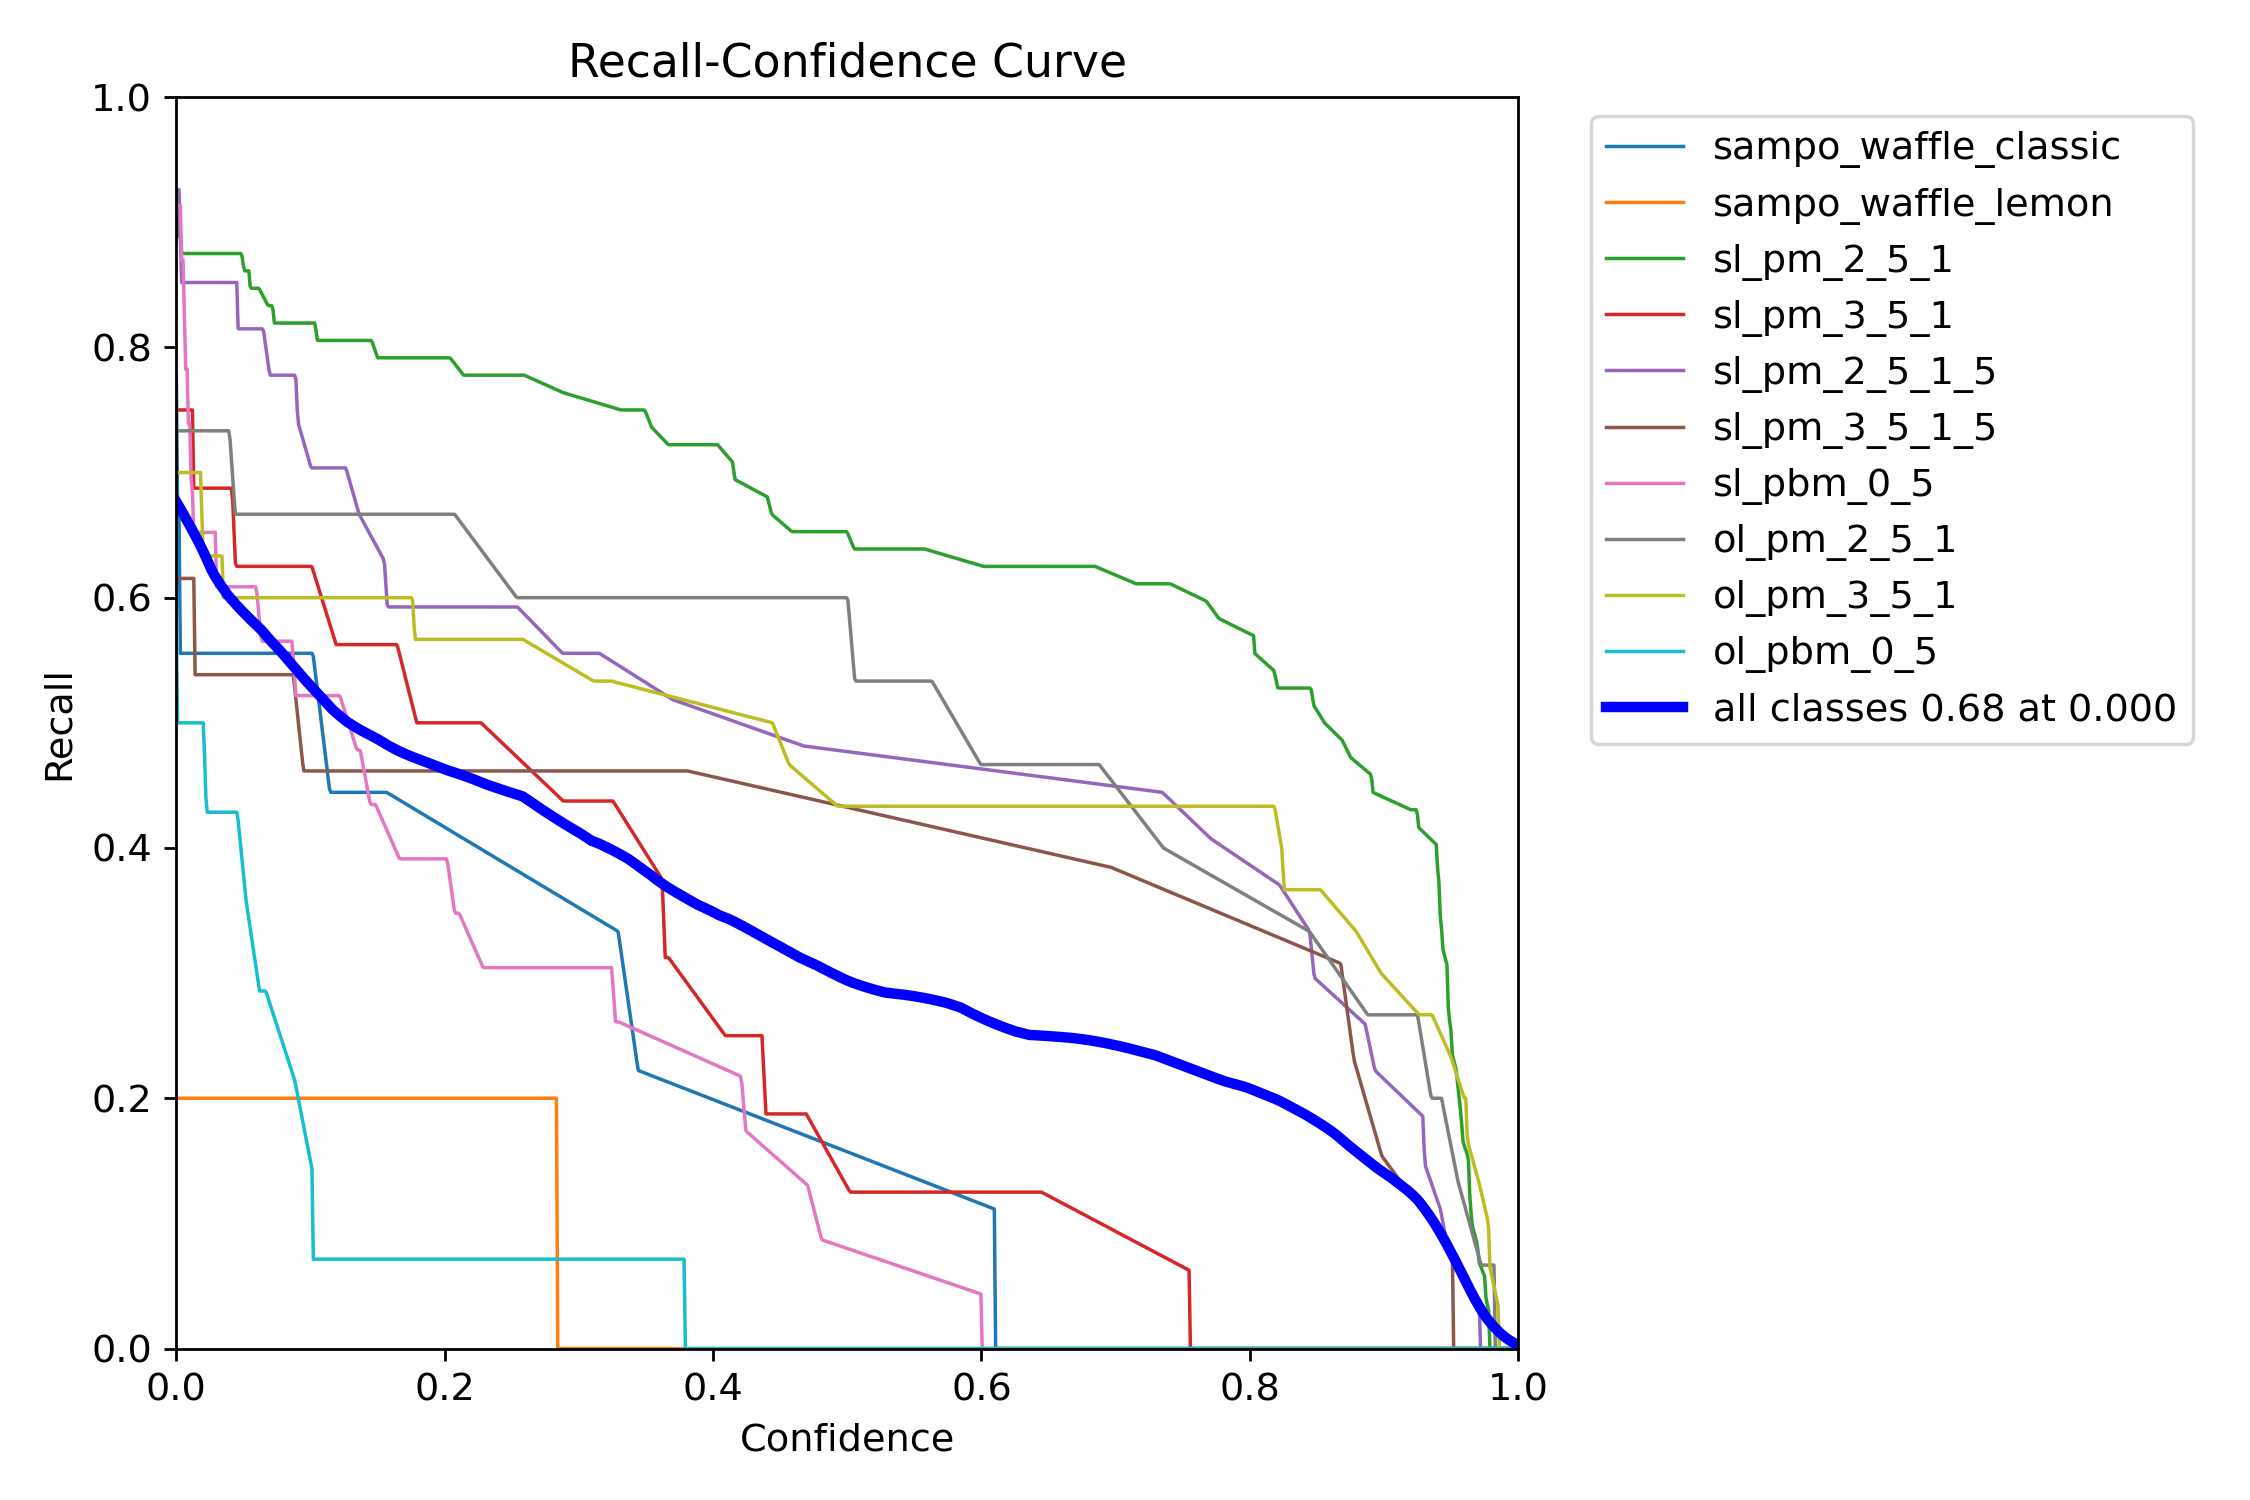 Recall-Confidence Curve
1.0
0.8
0.6
0.4
0.2
0.0
Recall
0.0 0.2 0.4 0.6 0.8 1.0
Confidence
sampo_waffle_classic
sampo_waffle_lemon
sl_pm_2_5_1
sl_pm_3_5_1
sl_pm_2_5_1_5
sl_pm_3_5_1_5
sl_pbm_0_5
ol_pm_2_5_1
ol_pm_3_5_1
ol_pbm_0_5
all classes 0.68 at 0.000